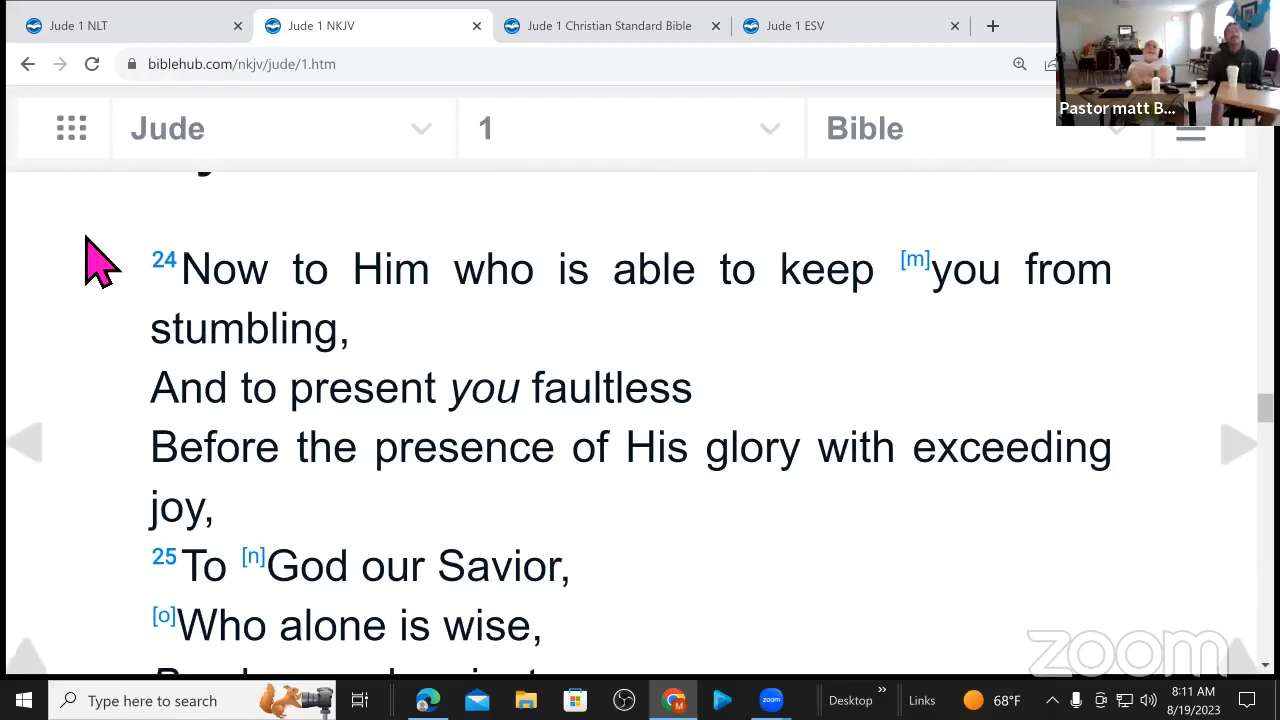 Jude 1 NLT
Jude 1 NKJV
Jude 1 Christian Standard Bible
Jude 1 ESV
biblehub.com/nkjv/jude/1.htm
Pastor matt B...
Jude 1 Bible
24 Now to Him who is able to keep [m]you from
stumbling,
And to present you faultless
Before the presence of His glory with exceeding
joy,
25 To [n]God our Savior,
[o]Who alone is wise,
zoom
Type here to search
zoom
Desktop
Links
68°F
8:11 AM
8/19/2023